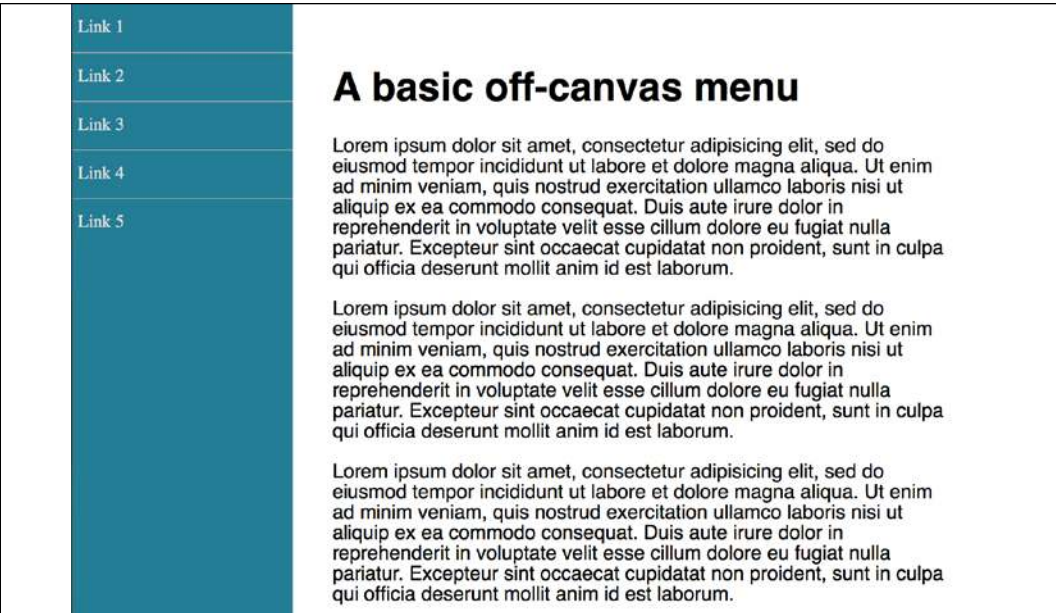 Link 1
Link 2
Link 3
Link 4
Link 5
A basic off-canvas menu
Lorem ipsum dolor sit amet, consectetur adipisicing elit, sed do
eiusmod tempor incididunt ut labore et dolore magna aliqua. Ut enim
ad minim veniam, quis nostrud exercitation ullamco laboris nisi ut
aliquip ex ea commodo consequat. Duis aute irure dolor in
reprehenderit in voluptate velit esse cillum dolore eu fugiat nulla
pariatur. Excepteur sint occaecat cupidatat non proident, sunt in culpa
qui officia deserunt mollit anim id est laborum.
Lorem ipsum dolor sit amet, consectetur adipisicing elit, sed do
eiusmod tempor incididunt ut labore et dolore magna aliqua. Ut enim
ad minim veniam, quis nostrud exercitation ullamco laboris nisi ut
aliquip ex ea commodo consequat. Duis aute irure dolor in
reprehenderit in voluptate velit esse cillum dolore eu fugiat nulla
pariatur. Excepteur sint occaecat cupidatat non proident, sunt in culpa
qui officia deserunt mollit anim id est laborum.
Lorem ipsum dolor sit amet, consectetur adipisicing elit, sed do
eiusmod tempor incididunt ut labore et dolore magna aliqua. Ut enim
ad minim veniam, quis nostrud exercitation ullamco laboris nisi ut
aliquip ex ea commodo consequat. Duis aute irure dolor in
reprehenderit in voluptate velit esse cillum dolore eu fugiat nulla
pariatur. Excepteur sint occaecat cupidatat non proident, sunt in culpa
qui officia deserunt mollit anim id est laborum.